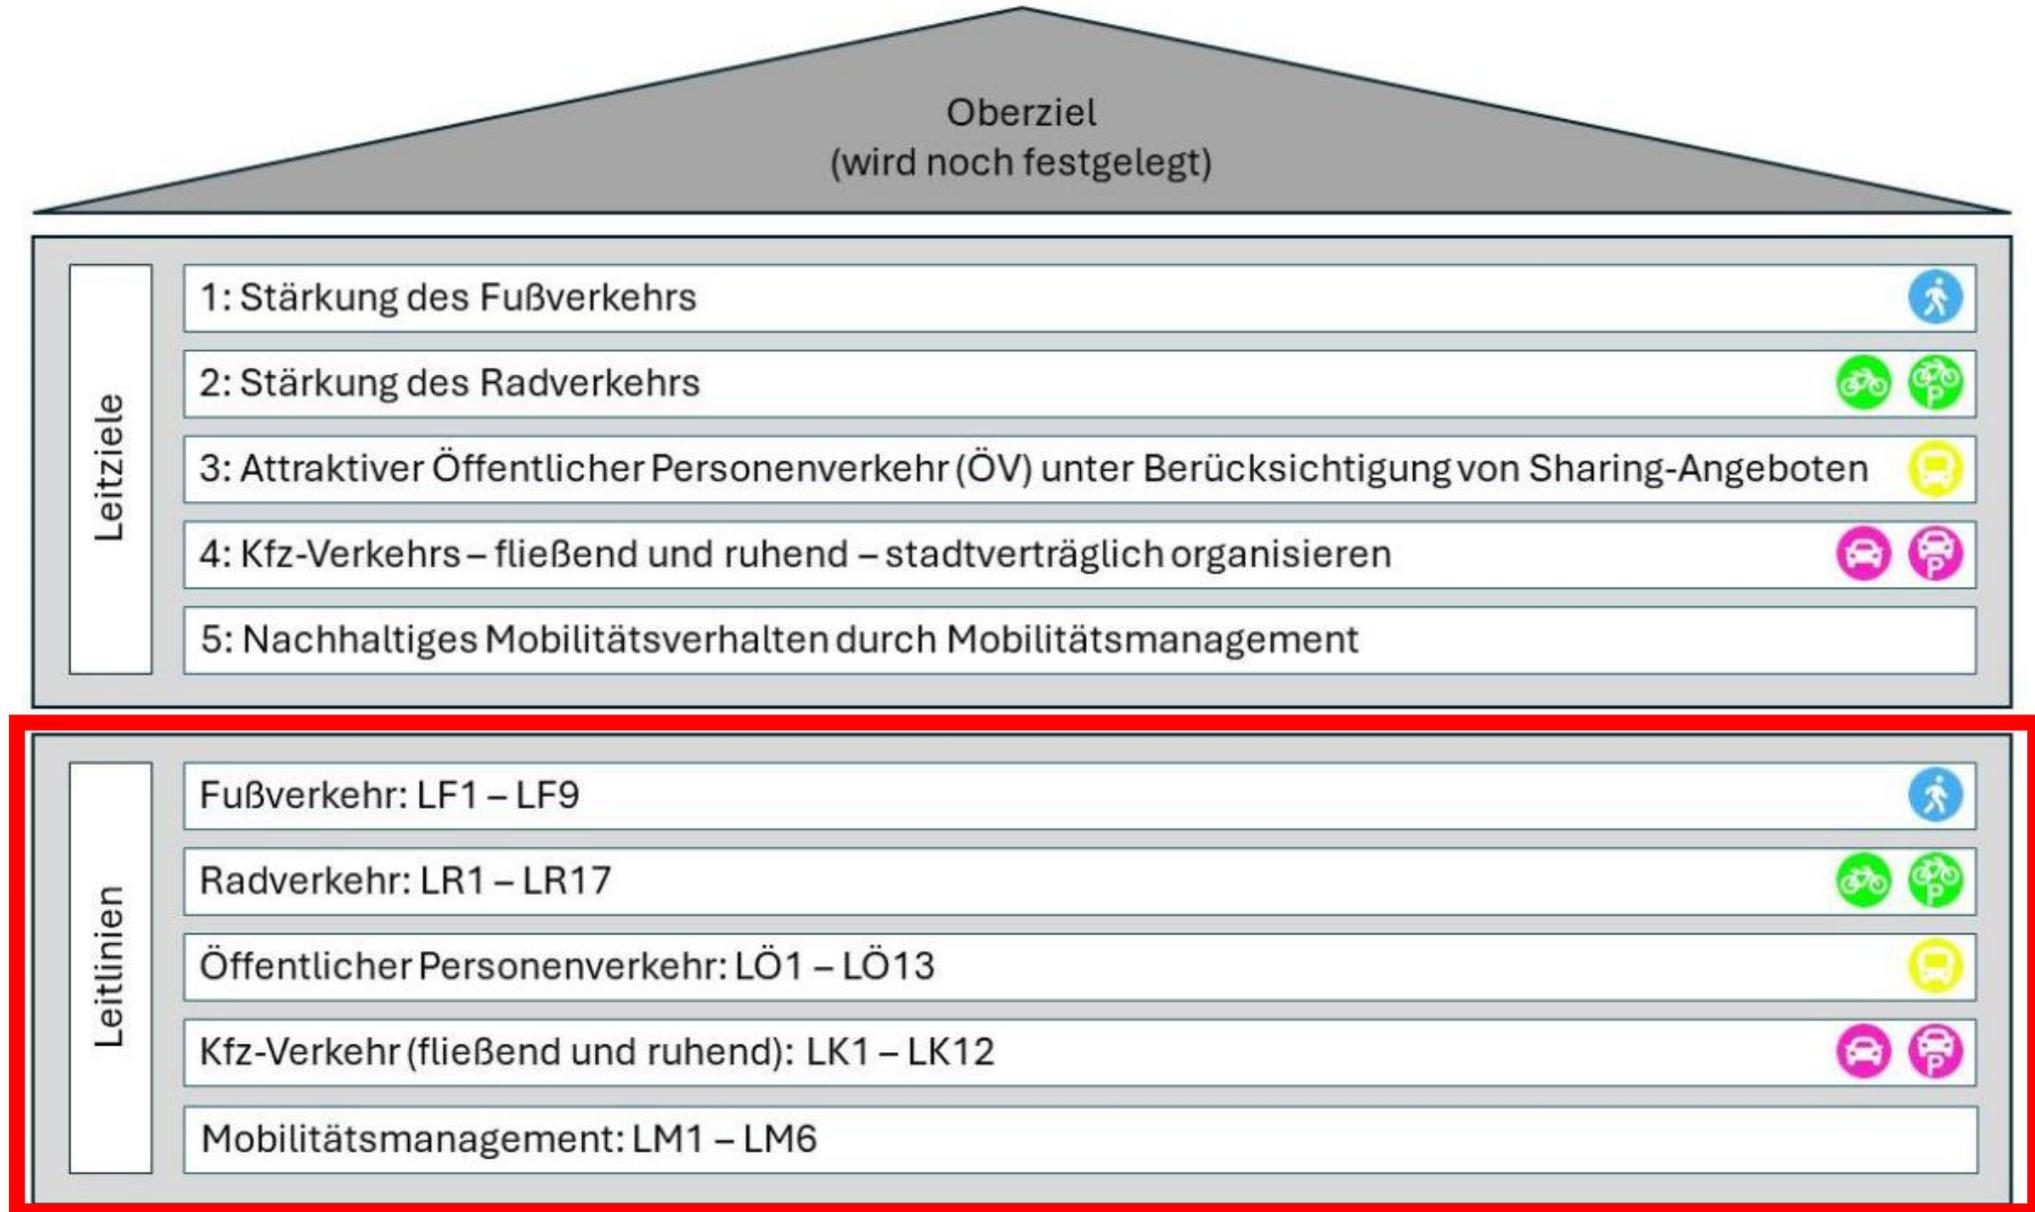 Oberziel
(wird noch festgelegt)
Leitziele
1: Stärkung des Fußverkehrs
2: Stärkung des Radverkehrs
P
3: Attraktiver Öffentlicher Personenverkehr (ÖV) unter Berücksichtigung von Sharing-Angeboten
4: Kfz-Verkehrs – fließend und ruhend – stadtverträglich organisieren
P
5: Nachhaltiges Mobilitätsverhalten durch Mobilitätsmanagement
Leitlinien
Fußverkehr: LF1 – LF9
Radverkehr: LR1 – LR17
P
Öffentlicher Personenverkehr: LÖ1 – LÖ13
Kfz-Verkehr (fließend und ruhend): LK1 – LK12
P
Mobilitätsmanagement: LM1 – LM6